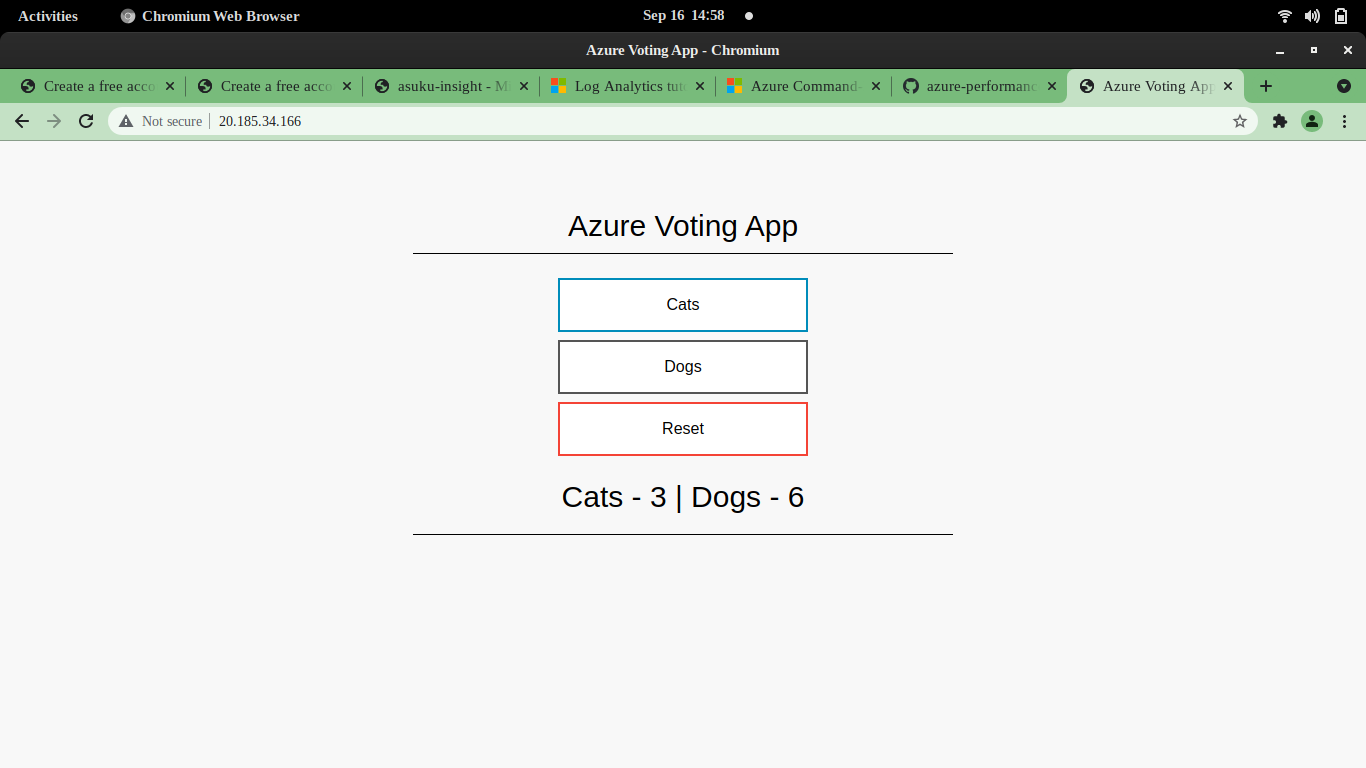 Activities Chromium Web Browser Sep 16 14:58
Azure Voting App - Chromium
Create a free acco Create a free acco asuku-insight - M Log Analytics tut Azure Command- azure-performanc Azure Voting App
Not secure 20.185.34.166
Azure Voting App
Cats
Dogs
Reset
Cats - 3 | Dogs - 6